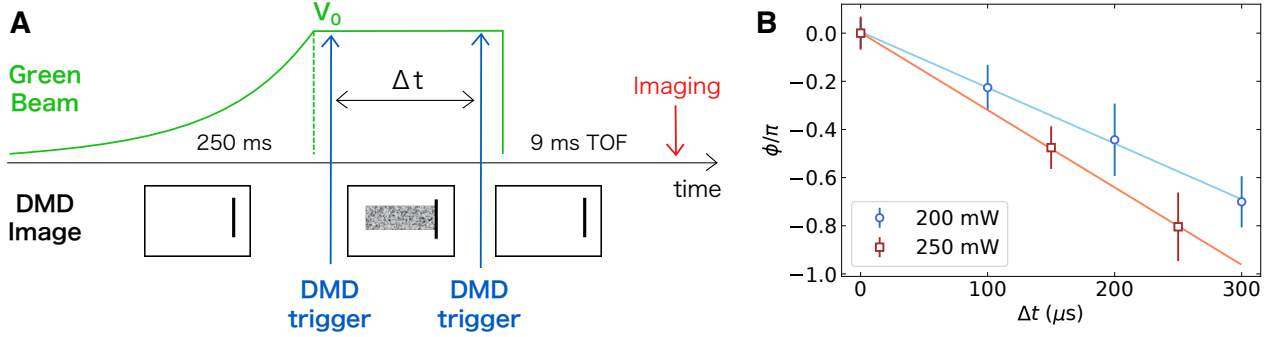 A
V₀
Green
Beam
Δt
Imaging
250 ms
9 ms TOF
time
DMD
Image
DMD
trigger
DMD
trigger
B
0.0
−0.2
−0.4
−0.6
−0.8
−1.0
ϕ/π
200 mW
250 mW
0
100
200
300
Δt (μs)